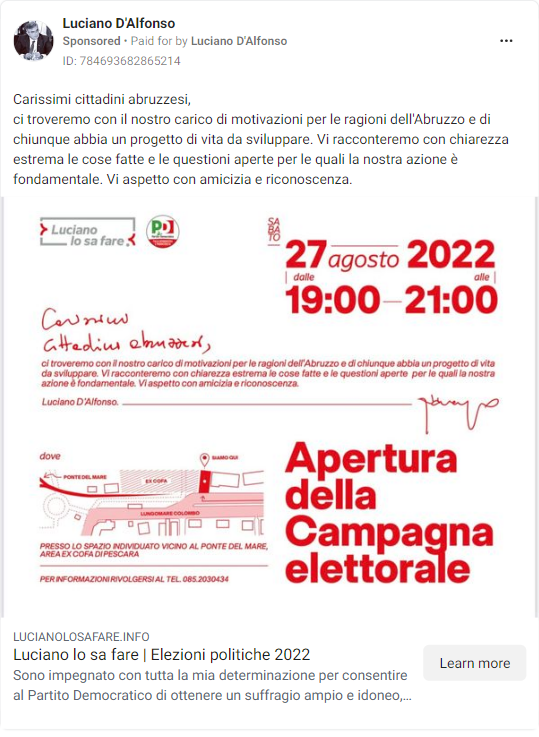 Luciano D'Alfonso
Sponsored • Paid for by Luciano D'Alfonso
ID: 784693682865214
Carissimi cittadini abruzzesi,
ci troveremo con il nostro carico di motivazioni per le ragioni dell'Abruzzo e di
chiunque abbia un progetto di vita da sviluppare. Vi racconteremo con chiarezza
estrema le cose fatte e le questioni aperte per le quali la nostra azione è
fondamentale. Vi aspetto con amicizia e riconoscenza.
Luciano
lo sa fare
PD
SABATO
27 agosto 2022
dalle
alle
19:00—21:00
cittadini abruzzesi,
ci troveremo con il nostro carico di motivazioni per le ragioni dell'Abruzzo e di chiunque abbia un progetto di vita
da sviluppare. Vi racconteremo con chiarezza estrema le cose fatte e le questioni aperte per le quali la nostra
azione è fondamentale. Vi aspetto con amicizia e riconoscenza.
Luciano D'Alfonso.
dove
SIAMO QUI
PONTE DEL MARE
EX COFA
LUNGOMARE COLOMBO
PRESSO LO SPAZIO INDIVIDUATO VICINO AL PONTE DEL MARE,
AREA EX COFA DI PESCARA
PER INFORMAZIONI RIVOLGERSI AL TEL. 085.2030434
Apertura
della
Campagna
elettorale
LUCIANOLOSAFARE.INFO
Luciano lo sa fare | Elezioni politiche 2022
Sono impegnato con tutta la mia determinazione per consentire
al Partito Democratico di ottenere un suffragio ampio e idoneo,...
Learn more